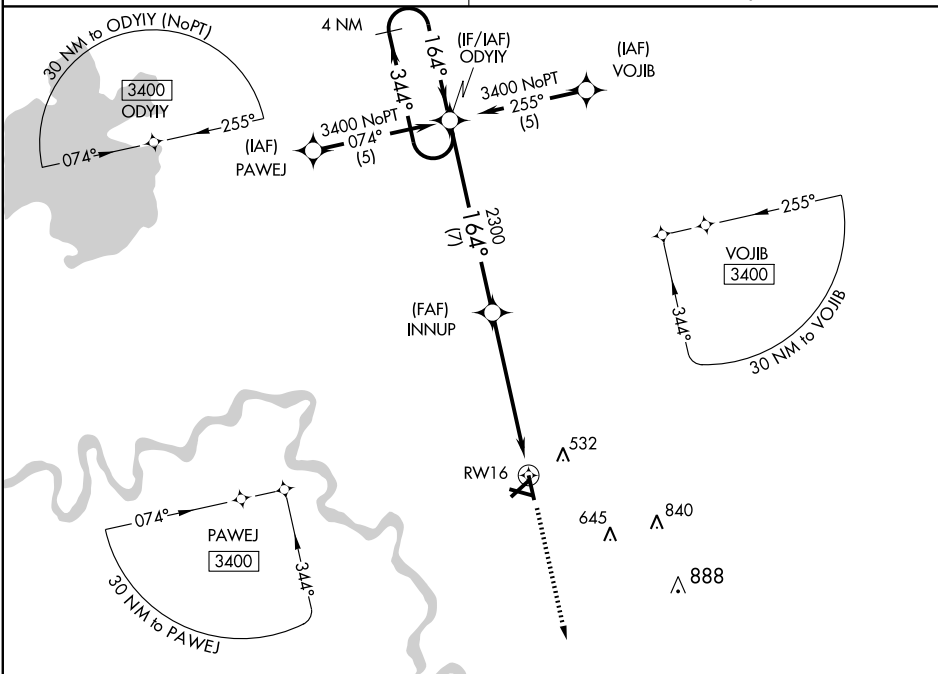 30 NM to ODYIY (NoPT)
3400
ODYIY
074°
255°
4 NM
164°
344°
(IF/IAF)
ODYIY
(IAF)
VOJIB
3400 NoPT
255°
(5)
(IAF)
PAWEJ
3400 NoPT
074°
(5)
2300
164°
(7)
(FAF)
INNUP
255°
VOJIB
3400
344°
30 NM to VOJIB
RW16
532
645
840
888
074°
PAWEJ
3400
344°
30 NM to PAWEJ